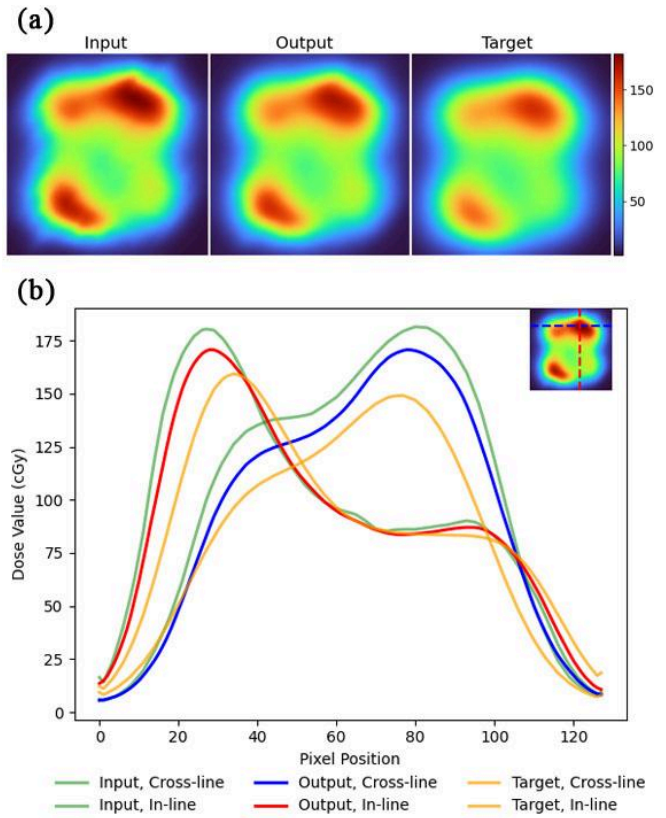 (a)
Input Output Target
150
100
50
(b)
175
150
125
100
75
50
25
0
Dose Value (cGy)
0 20 40 60 80 100 120
Pixel Position
Input, Cross-line Output, Cross-line Target, Cross-line
Input, In-line Output, In-line Target, In-line